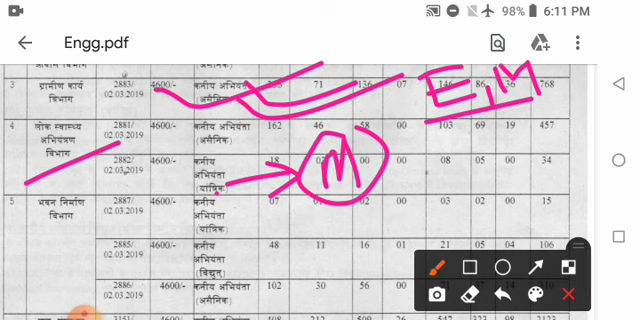 98% 6:11 PM
Engg.pdf
(असैनिक)
3 ग्रामीण कार्य विभाग 2883/ 02.03.2019 4600/- कनीय अभियंता (असैनिक) 71 136 07 146 86 36 768
E, M
4 लोक स्वास्थ्य अभियंत्रण विभाग 2881/ 02.03.2019 4600/- कनीय अभियंता (असैनिक) 162 46 58 00 103 69 19 457
2882/ 02.03.2019 4600/- कनीय अभियंता (यांत्रिक) 18 00 00 08 05 00 34
M
5 भवन निर्माण विभाग 2887/ 02.03.2019 4600/- कनीय अभियंता (यांत्रिक) 07 02 00 03 02 00 15
2885/ 02.03.2019 4600/- कनीय अभियंता (विद्युत) 48 11 16 01 21 05 04 106
2886/ 02.03.2019 4600/- कनीय अभियंता (असैनिक) 102 30 56 00